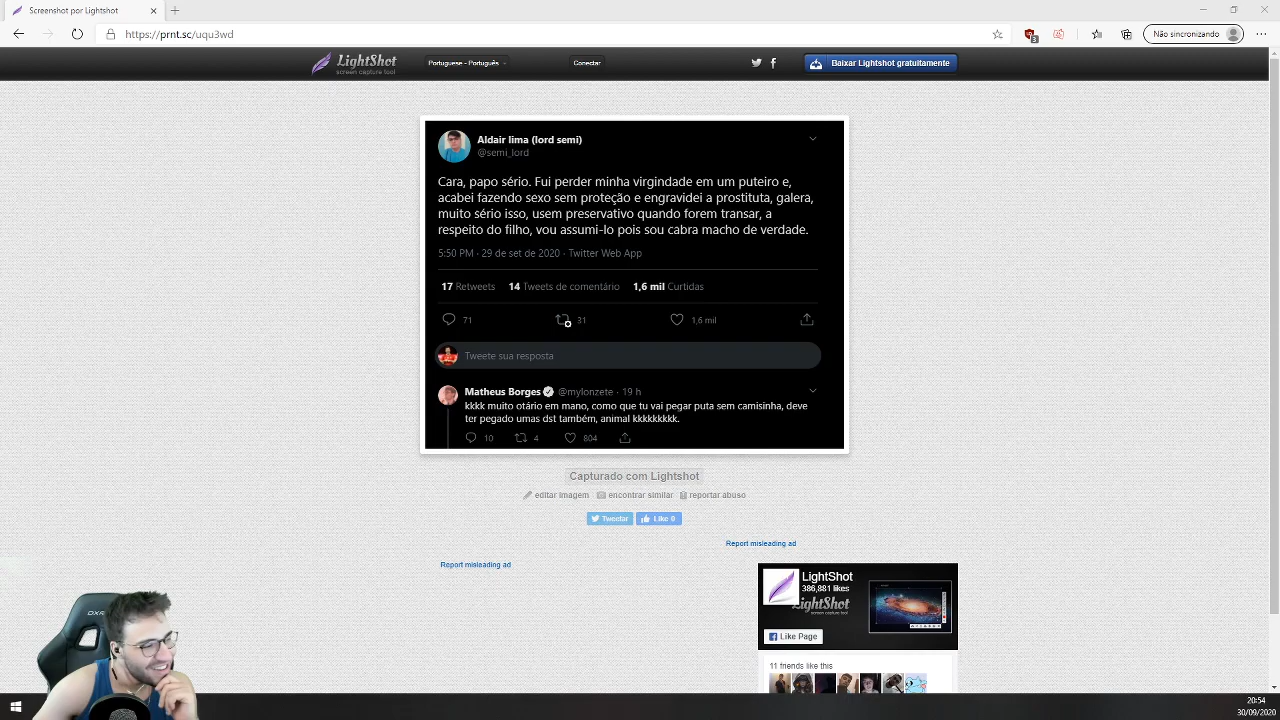 Screenshot por Lightshot
https://prnt.sc/uqu3wd
3
Não sincronizando
LightShot
screen capture tool
Portuguese - Português
Conectar
Baixar Lightshot gratuitamente
Aldair lima (lord semi)
@semi_lord
Cara, papo sério. Fui perder minha virgindade em um puteiro e,
acabei fazendo sexo sem proteção e engravidei a prostituta, galera,
muito sério isso, usem preservativo quando forem transar, a
respeito do filho, vou assumi-lo pois sou cabra macho de verdade.
5:50 PM · 29 de set de 2020 · Twitter Web App
17 Retweets 14 Tweets de comentário 1,6 mil Curtidas
71 31 1,6 mil
Tweete sua resposta
Matheus Borges @mylonzete · 19 h
kkkk muito otário em mano, como que tu vai pegar puta sem camisinha, deve
ter pegado umas dst também, animal kkkkkkkkk.
10 4 804
Capturado com Lightshot
editar imagem encontrar similar reportar abuso
Tweetar Like 0
Report misleading ad
Report misleading ad
LightShot
386,881 likes
LightShot
Like Page
11 friends like this
DXR
20:54
30/09/2020